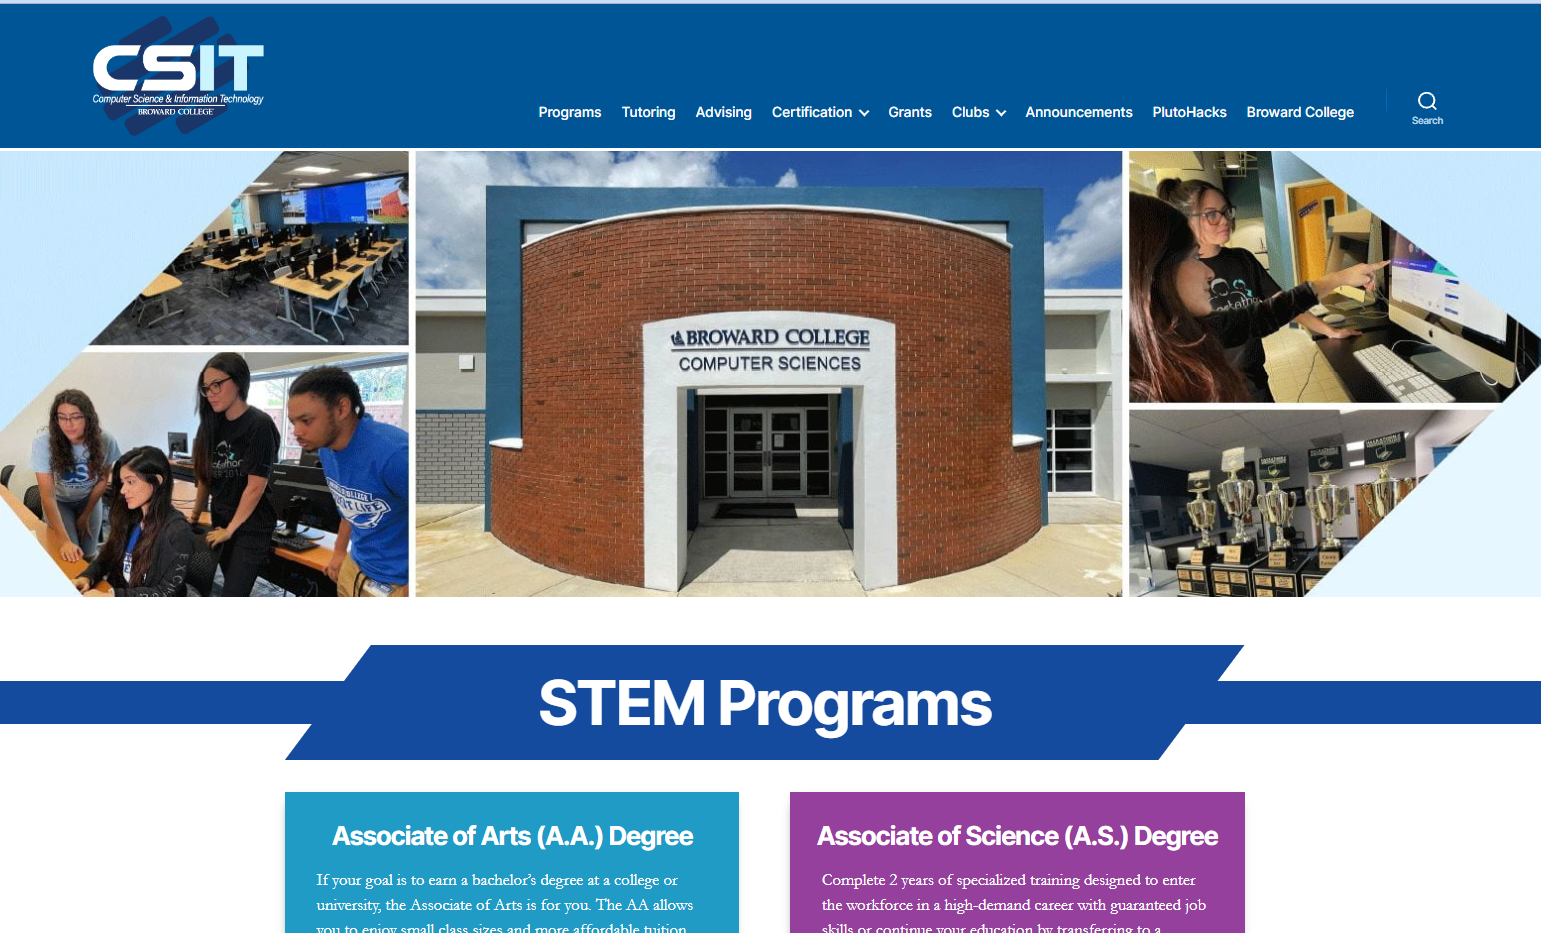 CSIT
Computer Science & Information Technology
BROWARD COLLEGE
Programs Tutoring Advising Certification Grants Clubs Announcements PlutoHacks Broward College Search
BROWARD COLLEGE
COMPUTER SCIENCES
STEM Programs
Associate of Arts (A.A.) Degree
If your goal is to earn a bachelor's degree at a college or
university, the Associate of Arts is for you. The AA allows
you to enjoy small class sizes and more affordable tuition
Associate of Science (A.S.) Degree
Complete 2 years of specialized training designed to enter
the workforce in a high-demand career with guaranteed job
skills or continue your education by transferring to a